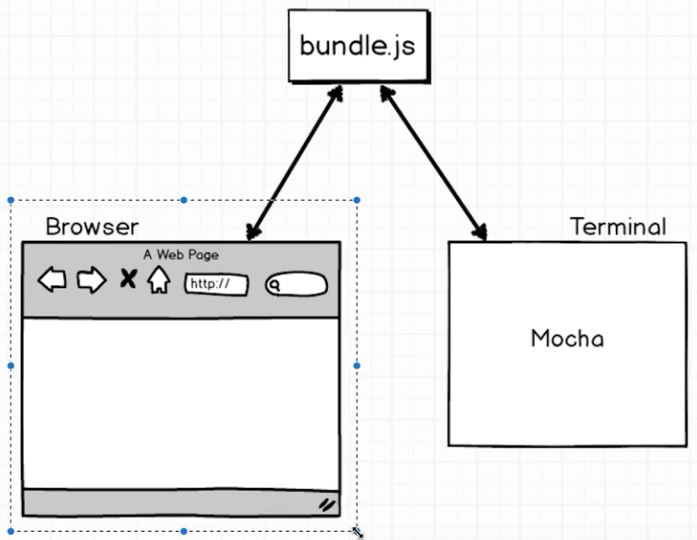 bundle.js
Browser
Terminal
A Web Page
http://
Mocha